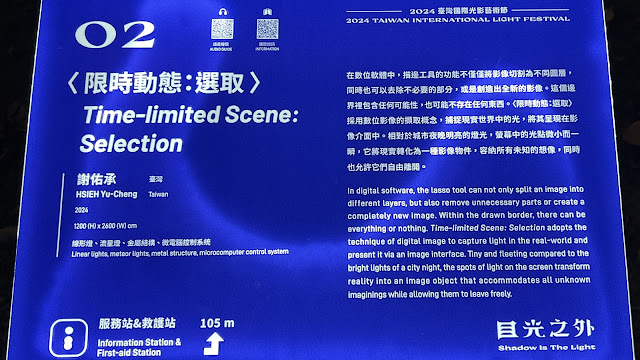 02
語音導覽
AUDIO GUIDE
INFORMATION
2024 臺灣國際光影藝術節
2024 TAIWAN INTERNATIONAL LIGHT FESTIVAL
〈限時動態：選取〉
Time-limited Scene:
Selection
謝佑承 臺灣
HSIEH Yu-Cheng Taiwan
2024
1200 (H) x 2600 (W) cm
線形燈、流星燈、金屬結構、微電腦控制系統
Linear lights, meteor lights, metal structure, microcomputer control system
在數位軟體中，描邊工具的功能不僅僅將影像切割為不同圖層，
同時也可以去除不必要的部分，或是創造出全新的影像。這個邊
界裡包含任何可能性，也可能不存在任何東西。〈限時動態：選取〉
採用數位影像的擷取概念，捕捉現實世界中的光，將其呈現在影
像介面中。相對於城市夜晚明亮的燈光，螢幕中的光點微小而一
瞬，它將現實轉化為一種影像物件，容納所有未知的想像，同時
也允許它們自由離開。
In digital software, the lasso tool can not only split an image into
different layers, but also remove unnecessary parts or create a
completely new image. Within the drawn border, there can be
everything or nothing. Time-limited Scene: Selection adopts the
technique of digital image to capture light in the real-world and
present it via an image interface. Tiny and fleeting compared to the
bright lights of a city night, the spots of light on the screen transform
reality into an image object that accommodates all unknown
imaginings while allowing them to leave freely.
服務站&救護站 105 m
Information Station &
First-aid Station
目光之外
Shadow Is The Light